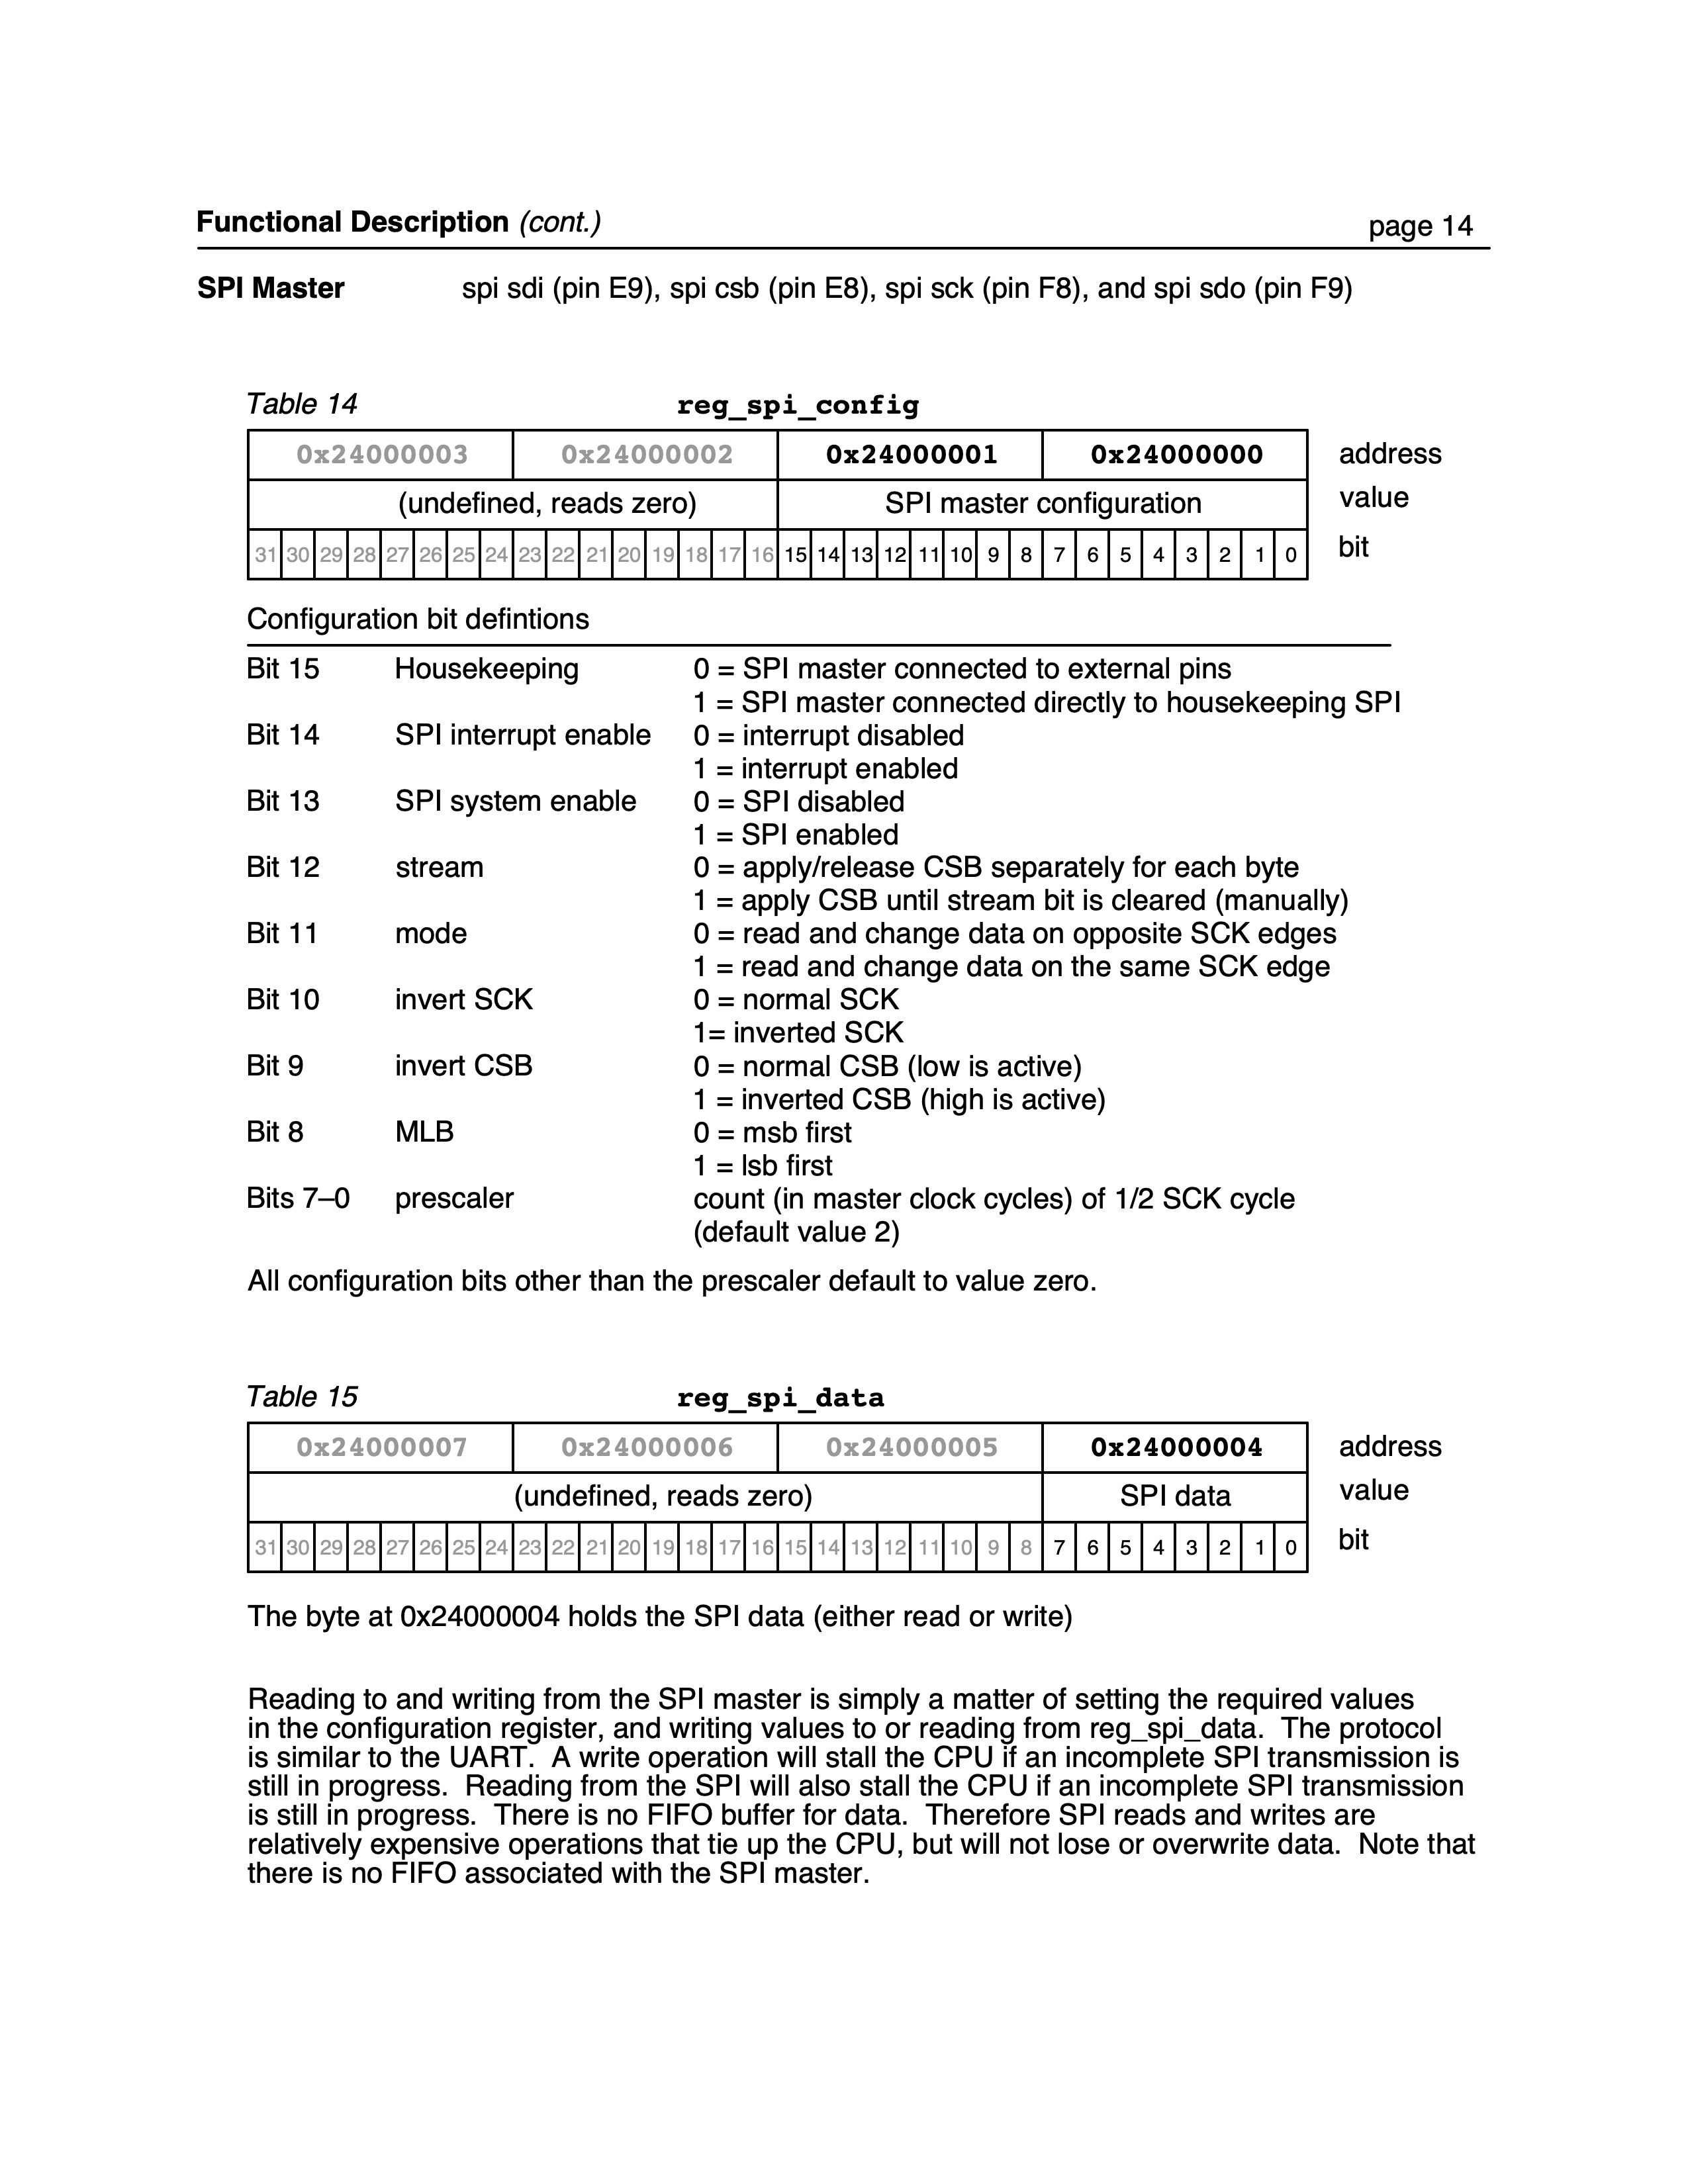 Functional Description (cont.) page 14
SPI Master spi sdi (pin E9), spi csb (pin E8), spi sck (pin F8), and spi sdo (pin F9)
Table 14 reg_spi_config
0x24000003 0x24000002 0x24000001 0x24000000 address
(undefined, reads zero) SPI master configuration value
31 30 29 28 27 26 25 24 23 22 21 20 19 18 17 16 15 14 13 12 11 10 9 8 7 6 5 4 3 2 1 0 bit
Configuration bit defintions
Bit 15 Housekeeping 0 = SPI master connected to external pins
1 = SPI master connected directly to housekeeping SPI
Bit 14 SPI interrupt enable 0 = interrupt disabled
1 = interrupt enabled
Bit 13 SPI system enable 0 = SPI disabled
1 = SPI enabled
Bit 12 stream 0 = apply/release CSB separately for each byte
1 = apply CSB until stream bit is cleared (manually)
Bit 11 mode 0 = read and change data on opposite SCK edges
1 = read and change data on the same SCK edge
Bit 10 invert SCK 0 = normal SCK
1= inverted SCK
Bit 9 invert CSB 0 = normal CSB (low is active)
1 = inverted CSB (high is active)
Bit 8 MLB 0 = msb first
1 = lsb first
Bits 7–0 prescaler count (in master clock cycles) of 1/2 SCK cycle
(default value 2)
All configuration bits other than the prescaler default to value zero.
Table 15 reg_spi_data
0x24000007 0x24000006 0x24000005 0x24000004 address
(undefined, reads zero) SPI data value
31 30 29 28 27 26 25 24 23 22 21 20 19 18 17 16 15 14 13 12 11 10 9 8 7 6 5 4 3 2 1 0 bit
The byte at 0x24000004 holds the SPI data (either read or write)
Reading to and writing from the SPI master is simply a matter of setting the required values
in the configuration register, and writing values to or reading from reg_spi_data. The protocol
is similar to the UART. A write operation will stall the CPU if an incomplete SPI transmission is
still in progress. Reading from the SPI will also stall the CPU if an incomplete SPI transmission
is still in progress. There is no FIFO buffer for data. Therefore SPI reads and writes are
relatively expensive operations that tie up the CPU, but will not lose or overwrite data. Note that
there is no FIFO associated with the SPI master.